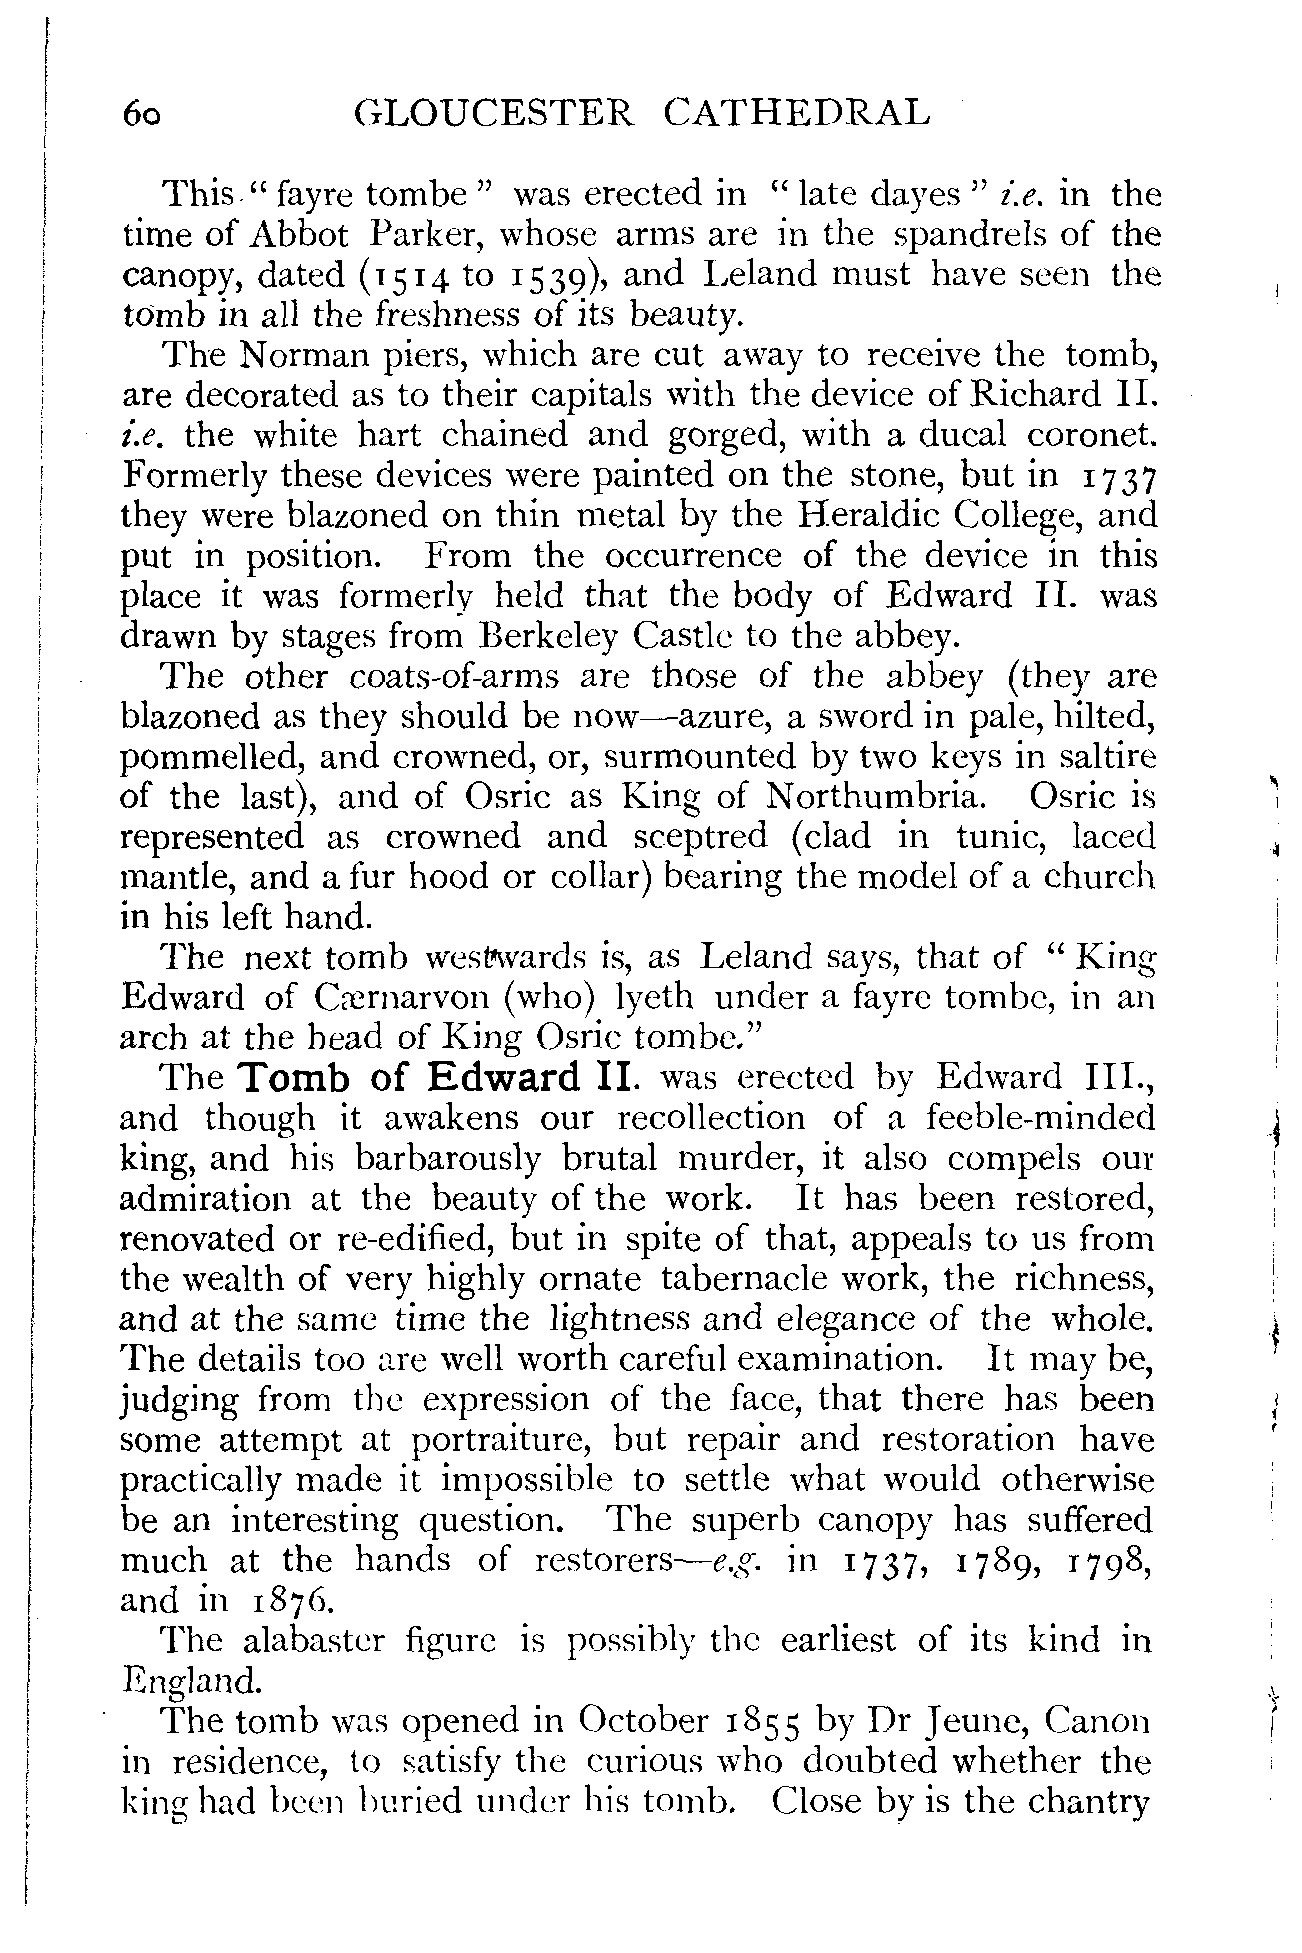 60 GLOUCESTER CATHEDRAL
This “ fayre tombe ” was erected in “ late dayes ” i.e. in the
time of Abbot Parker, whose arms are in the spandrels of the
canopy, dated (1514 to 1539), and Leland must have seen the
tomb in all the freshness of its beauty.
The Norman piers, which are cut away to receive the tomb,
are decorated as to their capitals with the device of Richard II.
i.e. the white hart chained and gorged, with a ducal coronet.
Formerly these devices were painted on the stone, but in 1737
they were blazoned on thin metal by the Heraldic College, and
put in position. From the occurrence of the device in this
place it was formerly held that the body of Edward II. was
drawn by stages from Berkeley Castle to the abbey.
The other coats-of-arms are those of the abbey (they are
blazoned as they should be now—azure, a sword in pale, hilted,
pommelled, and crowned, or, surmounted by two keys in saltire
of the last), and of Osric as King of Northumbria. Osric is
represented as crowned and sceptred (clad in tunic, laced
mantle, and a fur hood or collar) bearing the model of a church
in his left hand.
The next tomb westwards is, as Leland says, that of “ King
Edward of Cærnarvon (who) lyeth under a fayre tombe, in an
arch at the head of King Osric tombe.”
The Tomb of Edward II. was erected by Edward III.,
and though it awakens our recollection of a feeble-minded
king, and his barbarously brutal murder, it also compels our
admiration at the beauty of the work. It has been restored,
renovated or re-edified, but in spite of that, appeals to us from
the wealth of very highly ornate tabernacle work, the richness,
and at the same time the lightness and elegance of the whole.
The details too are well worth careful examination. It may be,
judging from the expression of the face, that there has been
some attempt at portraiture, but repair and restoration have
practically made it impossible to settle what would otherwise
be an interesting question. The superb canopy has suffered
much at the hands of restorers—e.g. in 1737, 1789, 1798,
and in 1876.
The alabaster figure is possibly the earliest of its kind in
England.
The tomb was opened in October 1855 by Dr Jeune, Canon
in residence, to satisfy the curious who doubted whether the
king had been buried under his tomb. Close by is the chantry